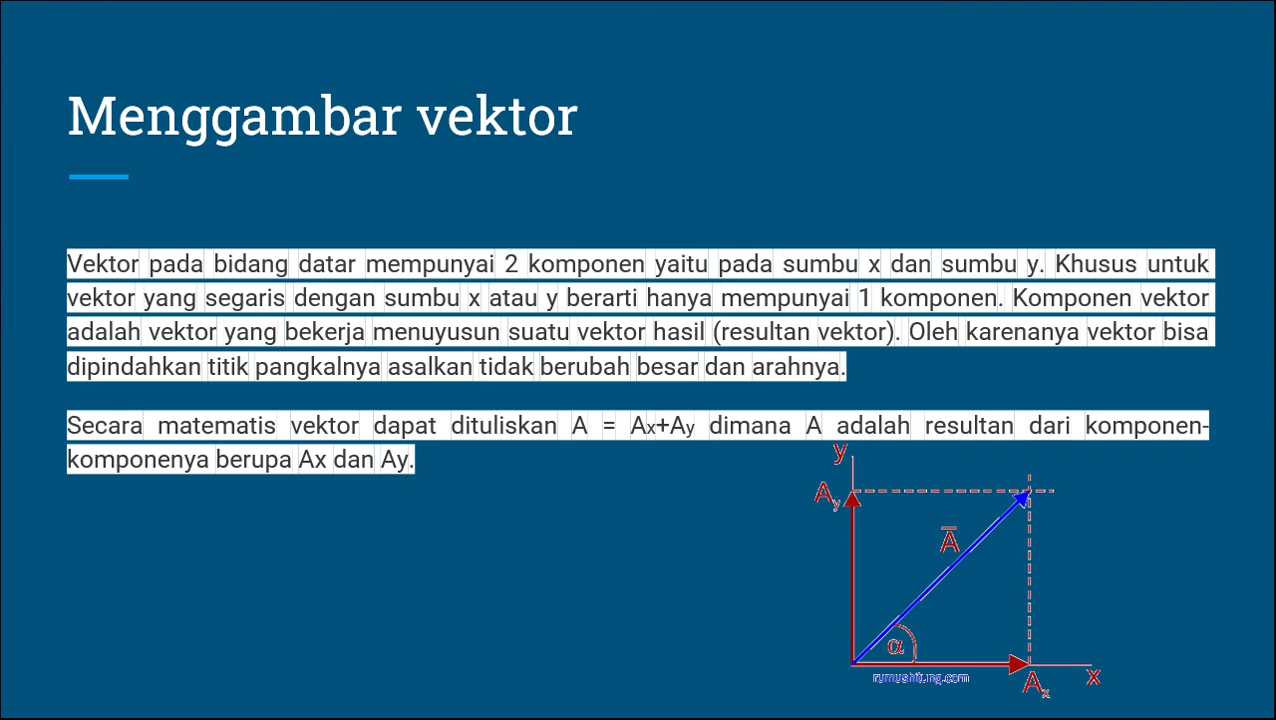 Menggambar vektor
Vektor pada bidang datar mempunyai 2 komponen yaitu pada sumbu x dan sumbu y. Khusus untuk
vektor yang segaris dengan sumbu x atau y berarti hanya mempunyai 1 komponen. Komponen vektor
adalah vektor yang bekerja menuyusun suatu vektor hasil (resultan vektor). Oleh karenanya vektor bisa
dipindahkan titik pangkalnya asalkan tidak berubah besar dan arahnya.
Secara matematis vektor dapat dituliskan A = Ax+Ay dimana A adalah resultan dari komponen-
komponenya berupa Ax dan Ay.
y
Ay
A̅
α
rumushitung.com
Ax
x